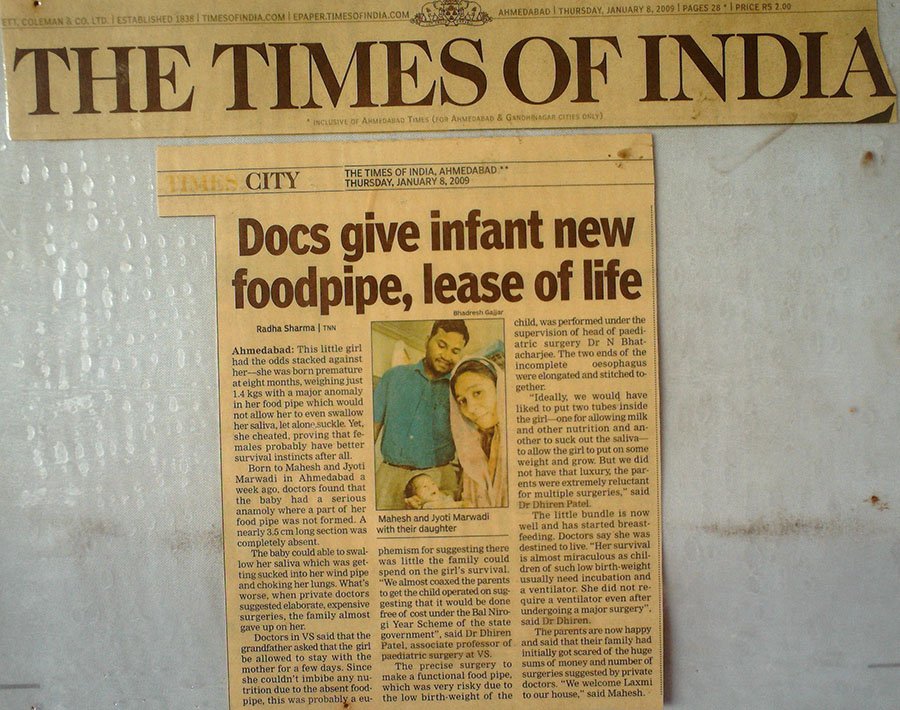 ETT, COLEMAN & CO. LTD. | ESTABLISHED 1838 | TIMESOFINDIA.COM | EPAPER.TIMESOFINDIA.COM
AHMEDABAD | THURSDAY, JANUARY 8, 2009 | PAGES 28 * | PRICE RS 2.00
THE TIMES OF INDIA
* INCLUSIVE OF AHMEDABAD TIMES (FOR AHMEDABAD & GANDHINAGAR CITIES ONLY)
TIMES CITY
THE TIMES OF INDIA, AHMEDABAD **
THURSDAY, JANUARY 8, 2009
Docs give infant new
foodpipe, lease of life
Radha Sharma | TNN
Ahmedabad: This little girl
had the odds stacked against
her—she was born premature
at eight months, weighing just
1.4 kgs with a major anomaly
in her food pipe which would
not allow her to even swallow
her saliva, let alone suckle. Yet,
she cheated, proving that fe-
males probably have better
survival instincts after all.
Born to Mahesh and Jyoti
Marwadi in Ahmedabad a
week ago, doctors found that
the baby had a serious
anamoly where a part of her
food pipe was not formed. A
nearly 3.5 cm long section was
completely absent.
The baby could able to swal-
low her saliva which was get-
ting sucked into her wind pipe
and choking her lungs. What's
worse, when private doctors
suggested elaborate, expensive
surgeries, the family almost
gave up on her.
Doctors in VS said that the
grandfather asked that the girl
be allowed to stay with the
mother for a few days. Since
she couldn't imbibe any nu-
trition due to the absent food-
pipe, this was probably a eu-
Bhadresh Gajjar
Mahesh and Jyoti Marwadi
with their daughter
phemism for suggesting there
was little the family could
spend on the girl's survival.
"We almost coaxed the parents
to get the child operated on sug-
gesting that it would be done
free of cost under the Bal Niro-
gi Year Scheme of the state
government", said Dr Dhiren
Patel, associate professor of
paediatric surgery at VS.
The precise surgery to
make a functional food pipe,
which was very risky due to
the low birth-weight of the
child, was performed under the
supervision of head of paedi-
atric surgery Dr N Bhat-
acharjee. The two ends of the
incomplete oesophagus
were elongated and stitched to-
gether.
"Ideally, we would have
liked to put two tubes inside
the girl—one for allowing milk
and other nutrition and an-
other to suck out the saliva—
to allow the girl to put on some
weight and grow. But we did
not have that luxury, the par-
ents were extremely reluctant
for multiple surgeries," said
Dr Dhiren Patel.
The little bundle is now
well and has started breast-
feeding. Doctors say she was
destined to live. "Her survival
is almost miraculous as chil-
dren of such low birth-weight
usually need incubation and
a ventilator. She did not re-
quire a ventilator even after
undergoing a major surgery",
said Dr Dhiren.
The parents are now happy
and said that their family had
initially got scared of the huge
sums of money and number of
surgeries suggested by private
doctors. "We welcome Laxmi
to our house," said Mahesh.